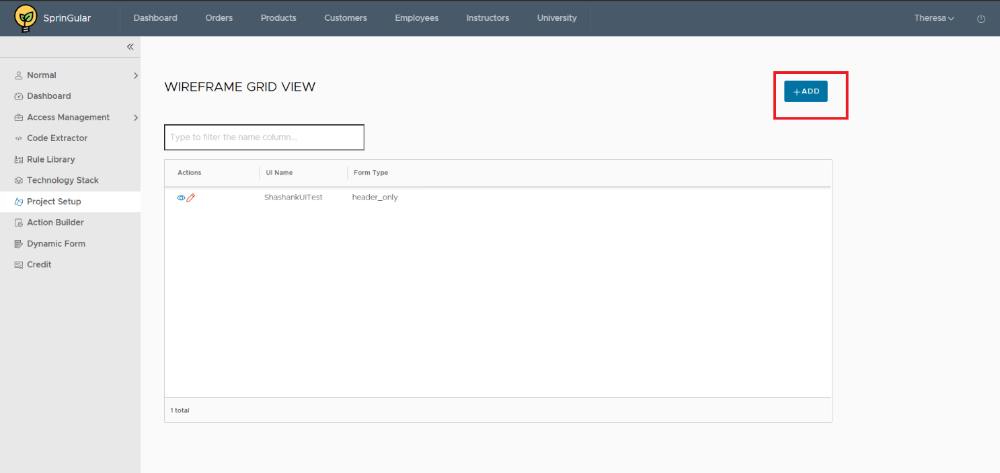 SprinGular
Dashboard Orders Products Customers Employees Instructors University
Theresa
Normal
Dashboard
Access Management
Code Extractor
Rule Library
Technology Stack
Project Setup
Action Builder
Dynamic Form
Credit
WIREFRAME GRID VIEW
+ADD
Type to filter the name column...
Actions UI Name Form Type
ShashankUITest header_only
1 total